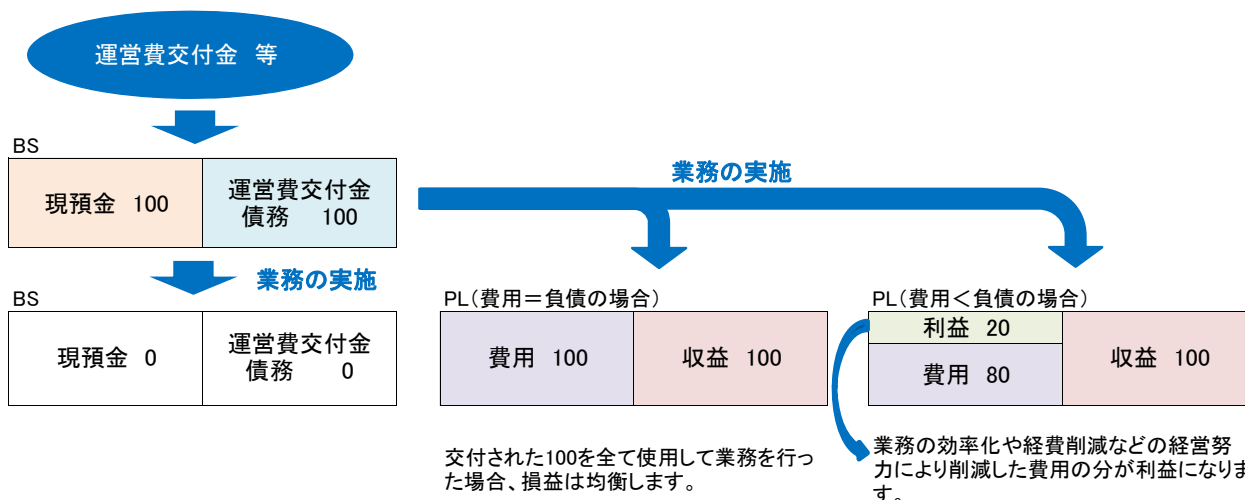 運営費交付金 等
BS
現預金 100
運営費交付金
債務 100
業務の実施
業務の実施
BS
現預金 0
運営費交付金
債務 0
PL(費用=負債の場合)
費用 100
収益 100
交付された100を全て使用して業務を行っ
た場合、損益は均衡します。
PL(費用<負債の場合)
利益 20
費用 80
収益 100
業務の効率化や経費削減などの経営努
力により削減した費用の分が利益になりま
す。